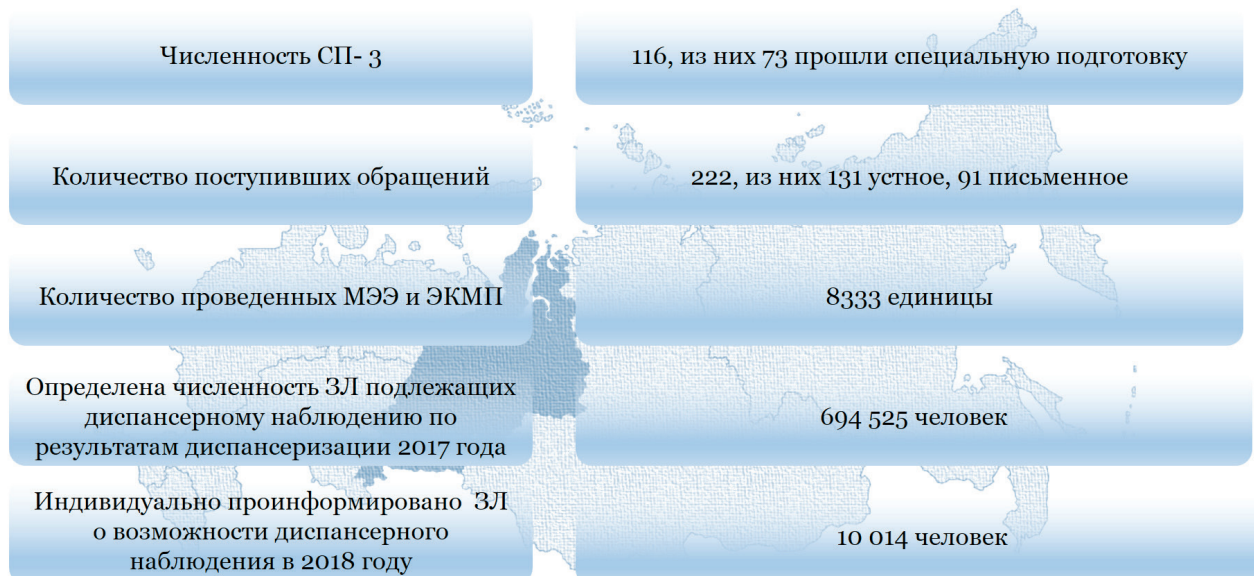 Численность СП- 3
116, из них 73 прошли специальную подготовку
Количество поступивших обращений
222, из них 131 устное, 91 письменное
Количество проведенных МЭЭ и ЭКМП
8333 единицы
Определена численность ЗЛ подлежащих
диспансерному наблюдению по
результатам диспансеризации 2017 года
694 525 человек
Индивидуально проинформировано ЗЛ
о возможности диспансерного
наблюдения в 2018 году
10 014 человек